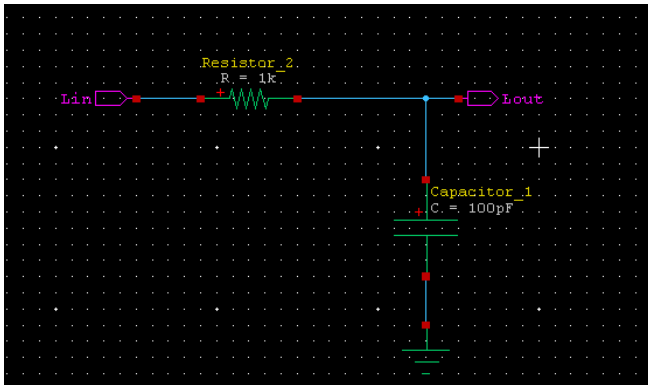 Resistor_2
R = 1k
Lin
Lout
Capacitor_1
C = 100pF